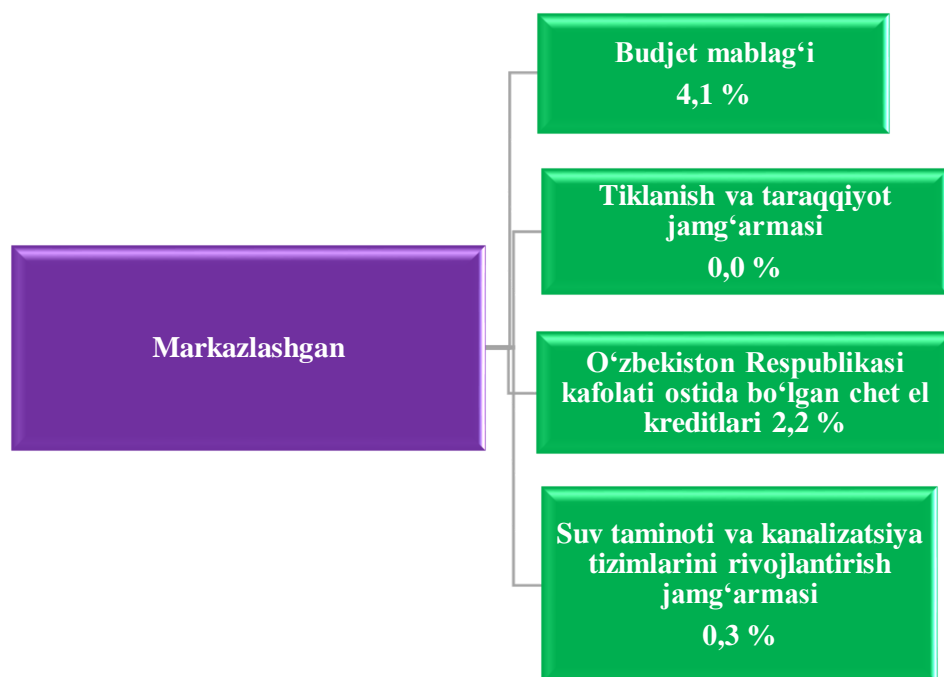 Budjet mablag‘i
4,1 %
Tiklanish va taraqqiyot
jamg‘armasi
0,0 %
Markazlashgan
O‘zbekiston Respublikasi
kafolati ostida bo‘lgan chet el
kreditlari 2,2 %
Suv taminoti va kanalizatsiya
tizimlarini rivojlantirish
jamg‘armasi
0,3 %